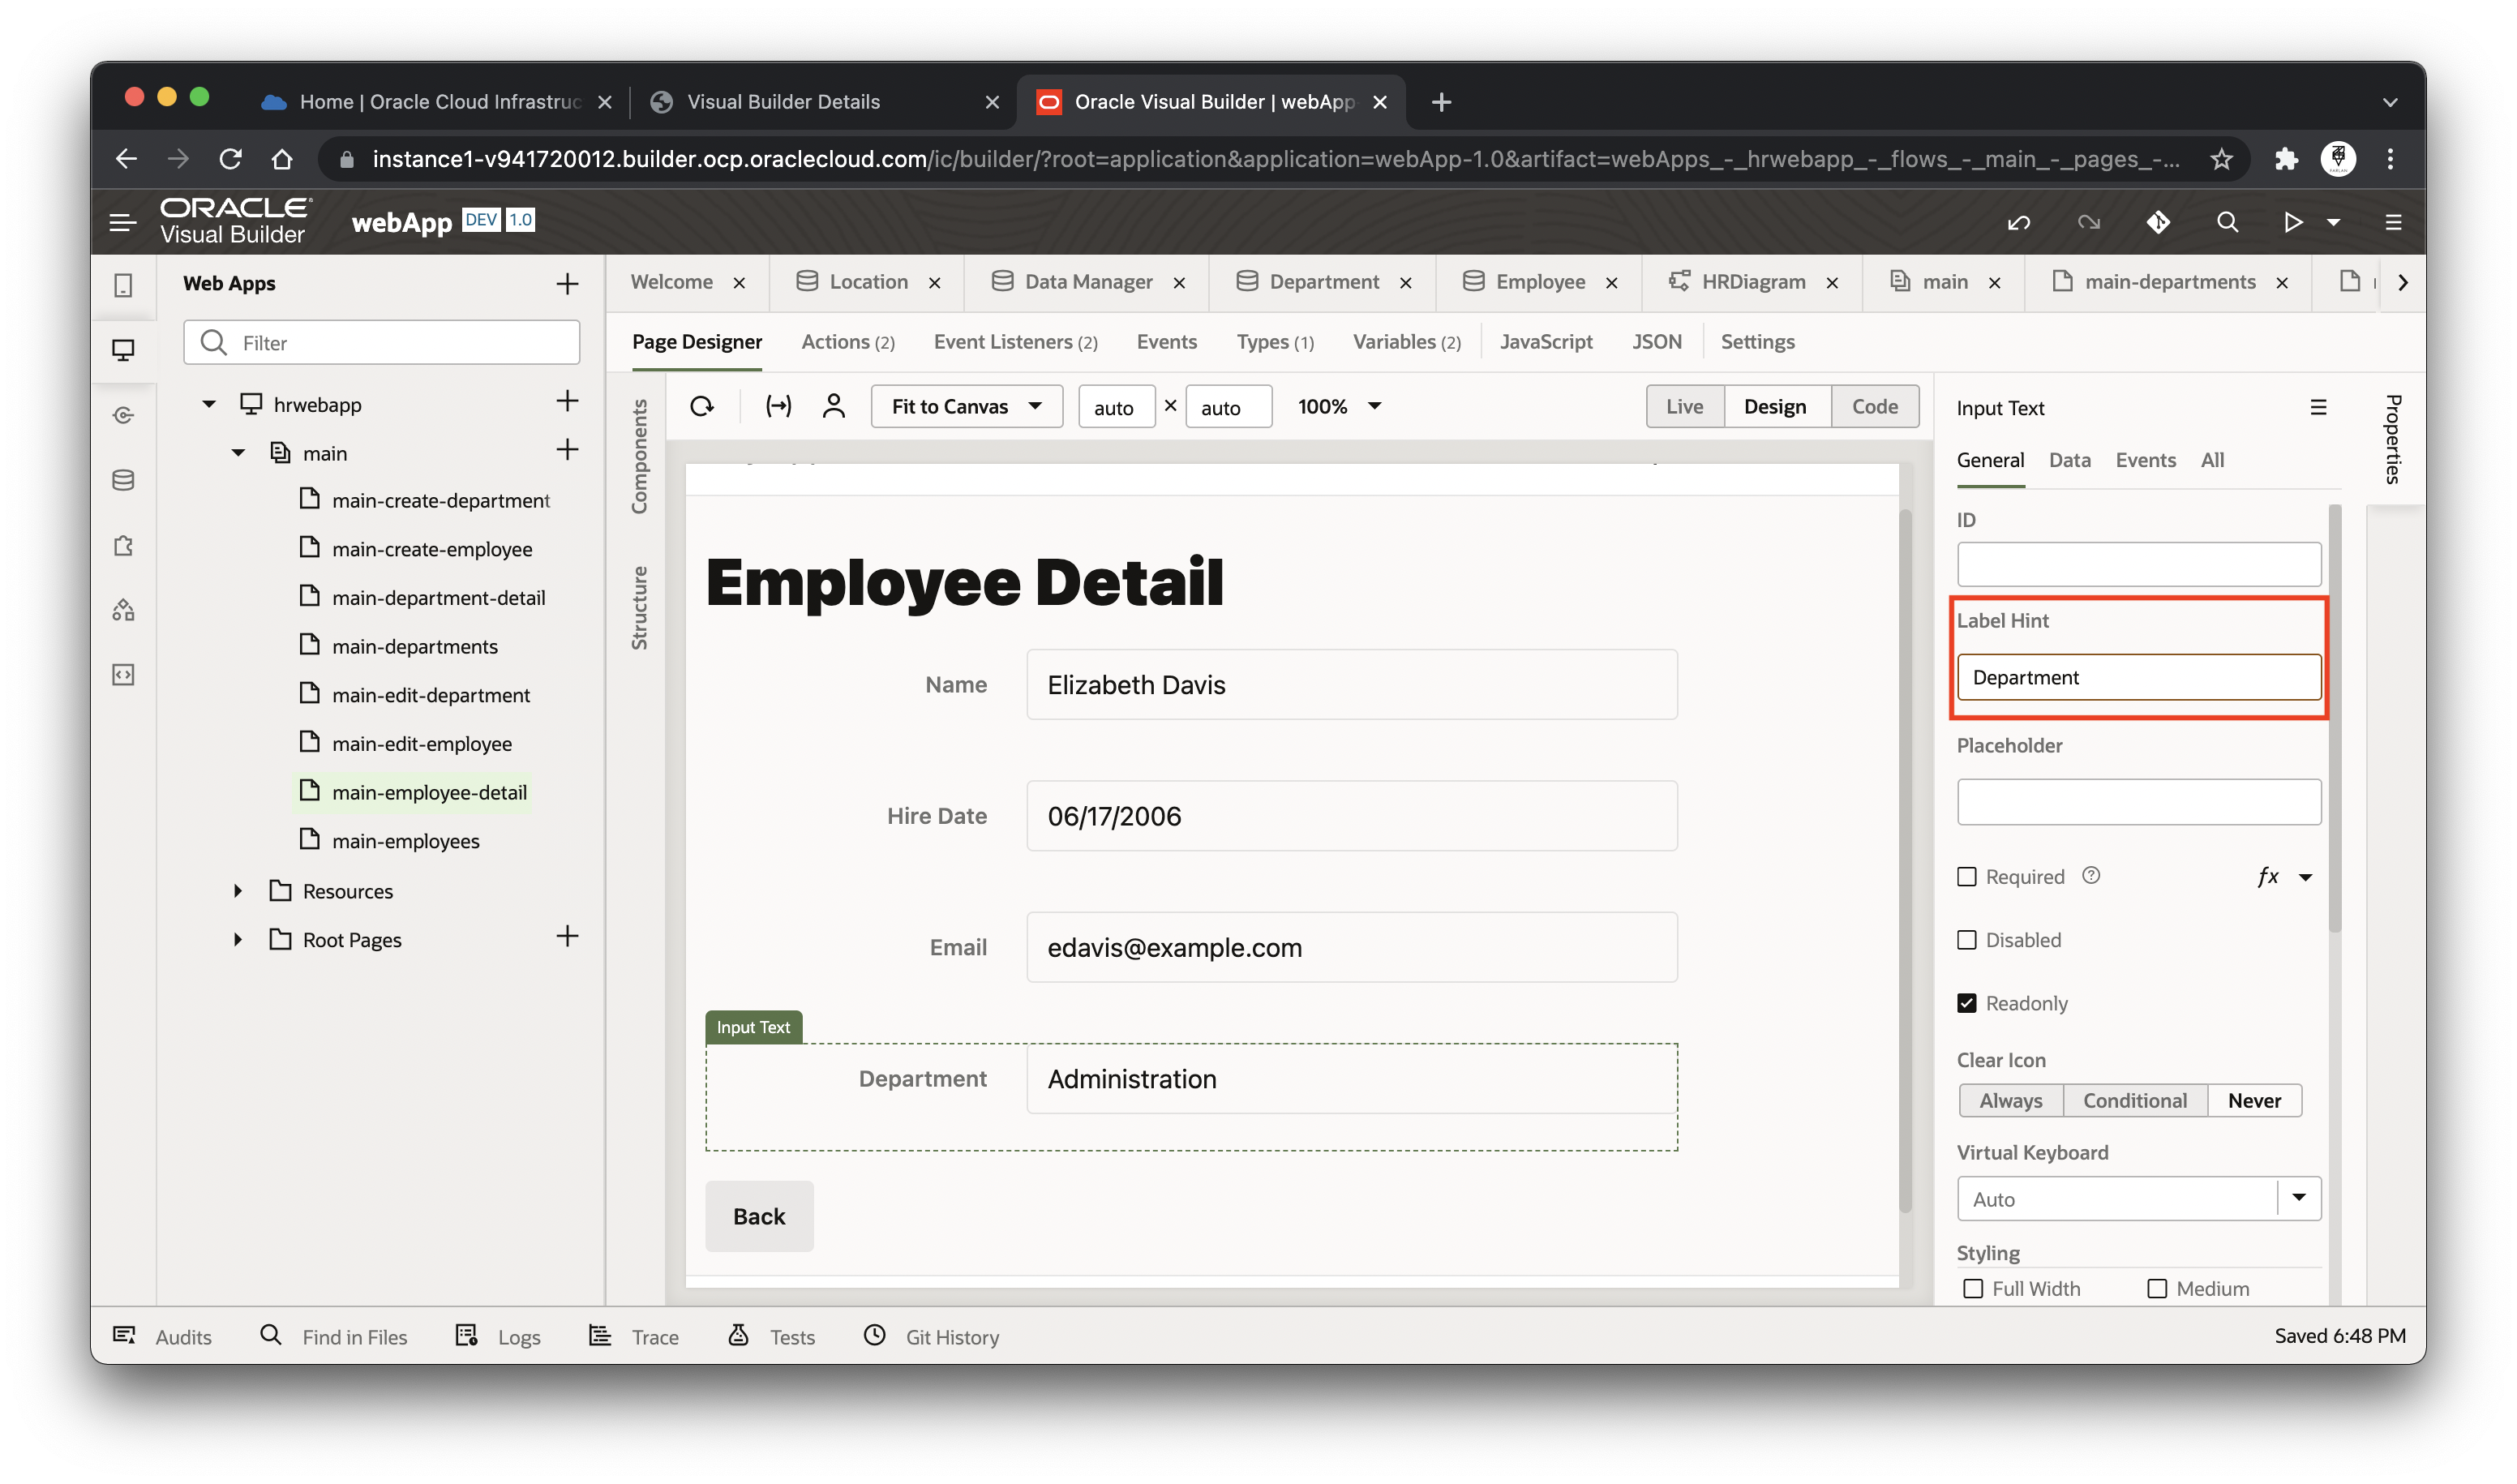 Home | Oracle Cloud Infrastruc
Visual Builder Details
Oracle Visual Builder | webApp-
instance1-v941720012.builder.ocp.oraclecloud.com/ic/builder/?root=application&application=webApp-1.0&artifact=webApps_-_hrwebapp_-_flows_-_main_-_pages_-...
ORACLE
Visual Builder
webApp DEV 1.0
Web Apps
Welcome
Location
Data Manager
Department
Employee
HRDiagram
main
main-departments
Filter
Page Designer
Actions (2)
Event Listeners (2)
Events
Types (1)
Variables (2)
JavaScript
JSON
Settings
hrwebapp
main
main-create-department
main-create-employee
main-department-detail
main-departments
main-edit-department
main-edit-employee
main-employee-detail
main-employees
Resources
Root Pages
Components
Structure
Fit to Canvas
auto × auto
100%
Live
Design
Code
Employee Detail
Name
Elizabeth Davis
Hire Date
06/17/2006
Email
edavis@example.com
Input Text
Department
Administration
Back
Input Text
Properties
General
Data
Events
All
ID
Label Hint
Department
Placeholder
Required
fx
Disabled
Readonly
Clear Icon
Always
Conditional
Never
Virtual Keyboard
Auto
Styling
Full Width
Medium
Audits
Find in Files
Logs
Trace
Tests
Git History
Saved 6:48 PM